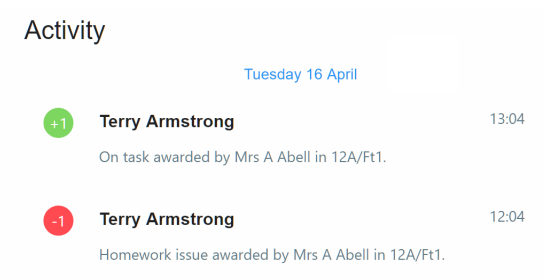 Activity
Tuesday 16 April
+1 Terry Armstrong 13:04
On task awarded by Mrs A Abell in 12A/Ft1.
-1 Terry Armstrong 12:04
Homework issue awarded by Mrs A Abell in 12A/Ft1.